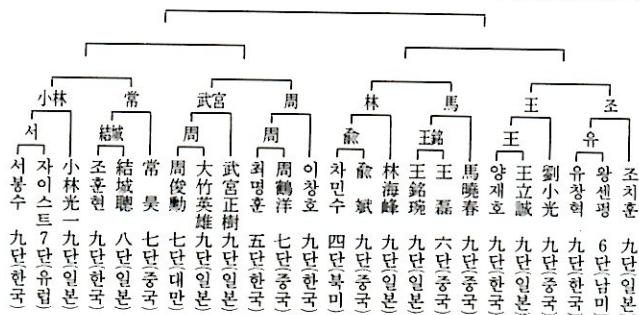 小林 常 武宮 周 林 馬 王 조
서 結城 周 周 兪 王銘 王 유
서봉수 九단(한국)
자이스트 7단(유럽)
小林光一 九단(일본)
조훈현 九단(한국)
結城聰 八단(일본)
常昊 七단(중국)
周俊勳 七단(대만)
大竹英雄 九단(일본)
武宮正樹 九단(일본)
최명훈 五단(한국)
周鶴洋 七단(중국)
이창호 九단(한국)
차민수 四단(북미)
兪斌 九단(중국)
林海峰 九단(일본)
王銘琬 九단(일본)
王磊 六단(중국)
馬曉春 九단(중국)
양재호 九단(한국)
王立誠 九단(일본)
劉小光 九단(중국)
유창혁 九단(한국)
왕센펑 6단(남미)
조치훈 九단(일본)